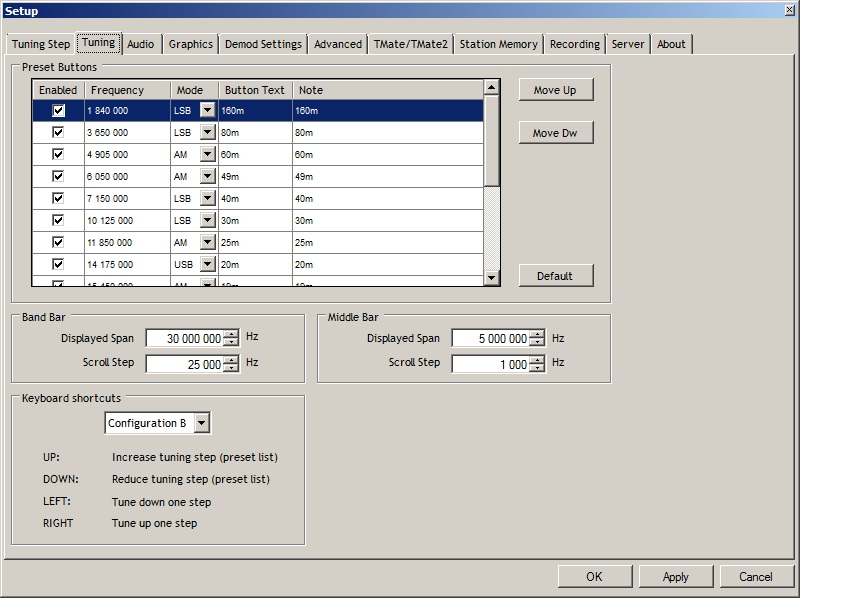 Setup
Tuning Step Tuning Audio Graphics Demod Settings Advanced TMate/TMate2 Station Memory Recording Server About
Preset Buttons
Enabled Frequency Mode Button Text Note
1 840 000 LSB 160m 160m
3 650 000 LSB 80m 80m
4 905 000 AM 60m 60m
6 050 000 AM 49m 49m
7 150 000 LSB 40m 40m
10 125 000 LSB 30m 30m
11 850 000 AM 25m 25m
14 175 000 USB 20m 20m
Move Up
Move Dw
Default
Band Bar
Displayed Span 30 000 000 Hz
Scroll Step 25 000 Hz
Middle Bar
Displayed Span 5 000 000 Hz
Scroll Step 1 000 Hz
Keyboard shortcuts
Configuration B
UP: Increase tuning step (preset list)
DOWN: Reduce tuning step (preset list)
LEFT: Tune down one step
RIGHT Tune up one step
OK Apply Cancel